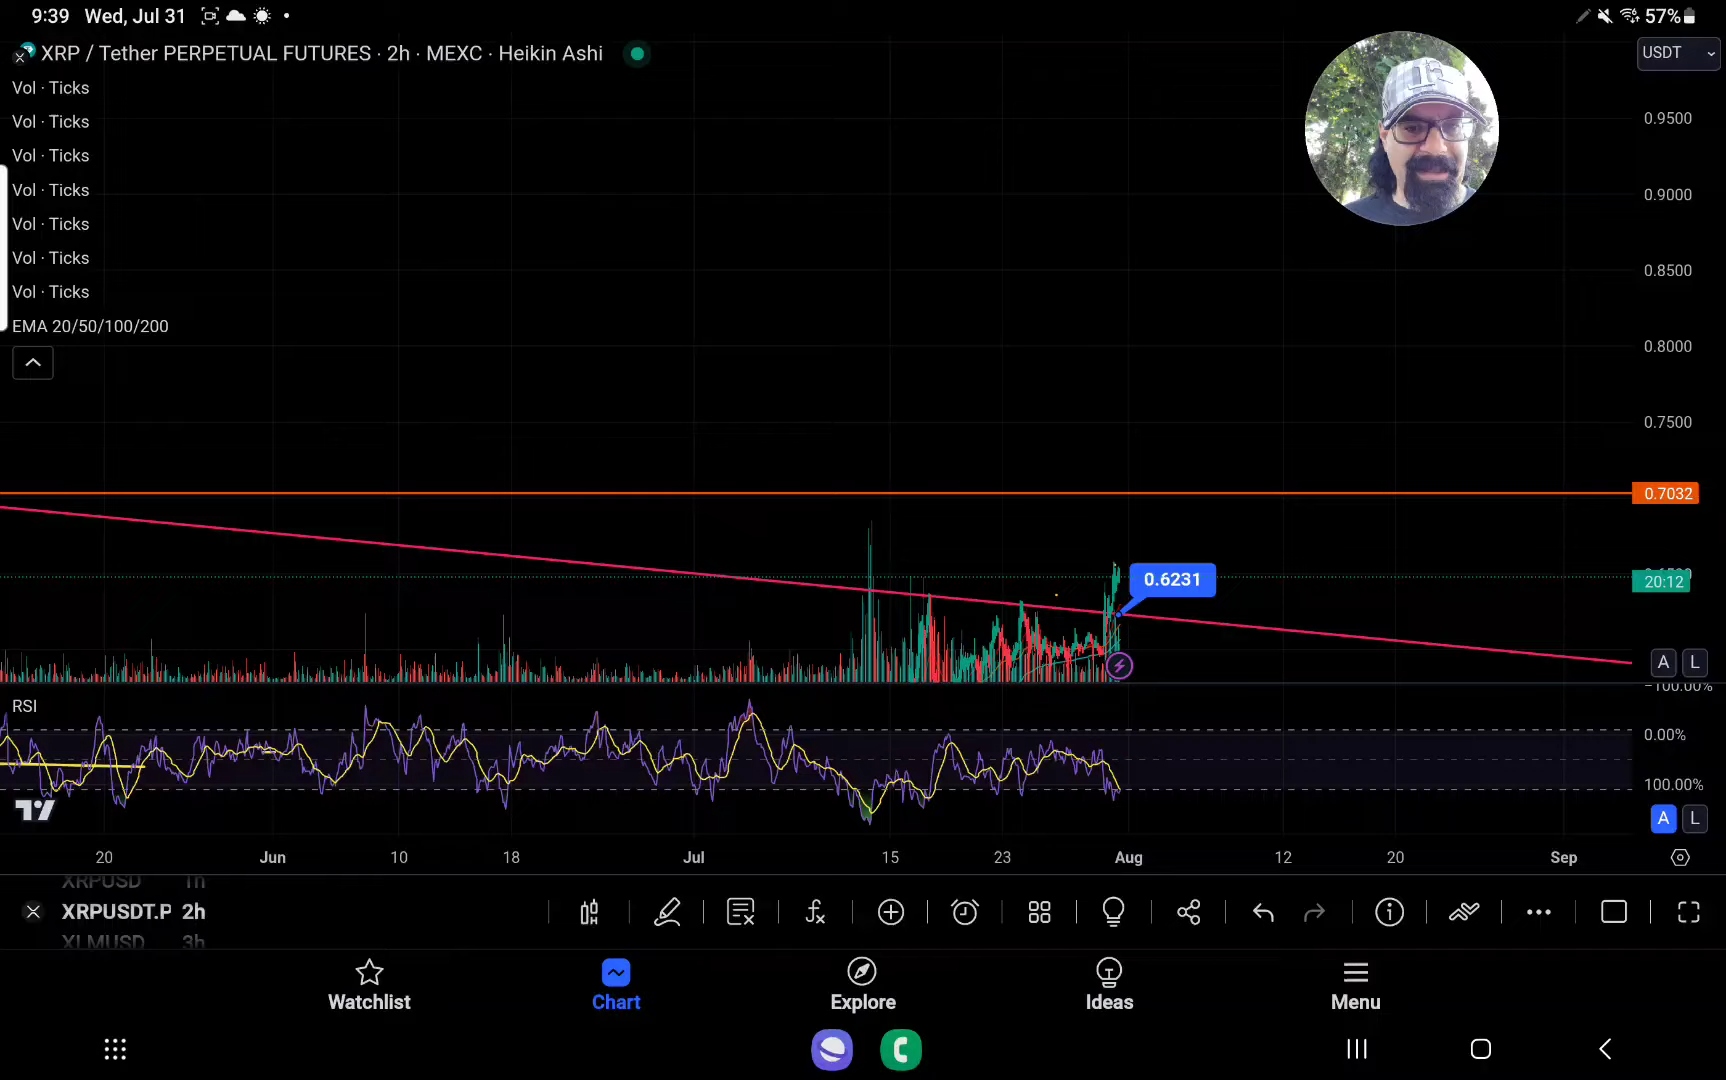 9:39 Wed, Jul 31
57%
XRP / Tether PERPETUAL FUTURES · 2h · MEXC · Heikin Ashi
USDT
Vol · Ticks
Vol · Ticks
Vol · Ticks
Vol · Ticks
Vol · Ticks
Vol · Ticks
Vol · Ticks
EMA 20/50/100/200
0.9500
0.9000
0.8500
0.8000
0.7500
0.7032
20:12
0.6231
A L
−100.00%
RSI
0.00%
100.00%
A L
20 Jun 10 18 Jul 15 23 Aug 12 20 Sep
XRPUSD 1h
XRPUSDT.P 2h
XLMUSD 3h
Watchlist Chart Explore Ideas Menu